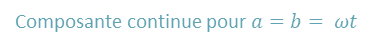 Composante continue pour 𝑎 = 𝑏 = 𝜔𝑡